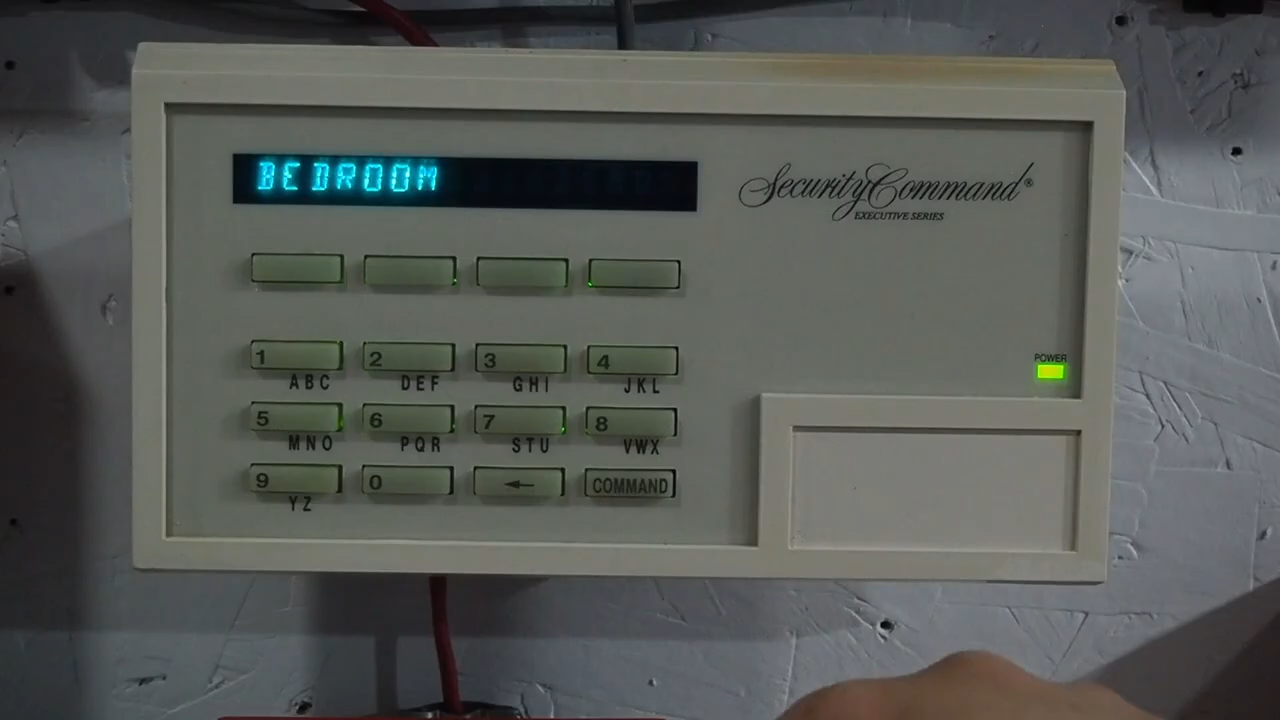 BEDROOM
SecurityCommand®
EXECUTIVE SERIES
POWER
1 2 3 4
ABC DEF GHI JKL
5 6 7 8
MNO PQR STU VWX
9 0 ← COMMAND
YZ